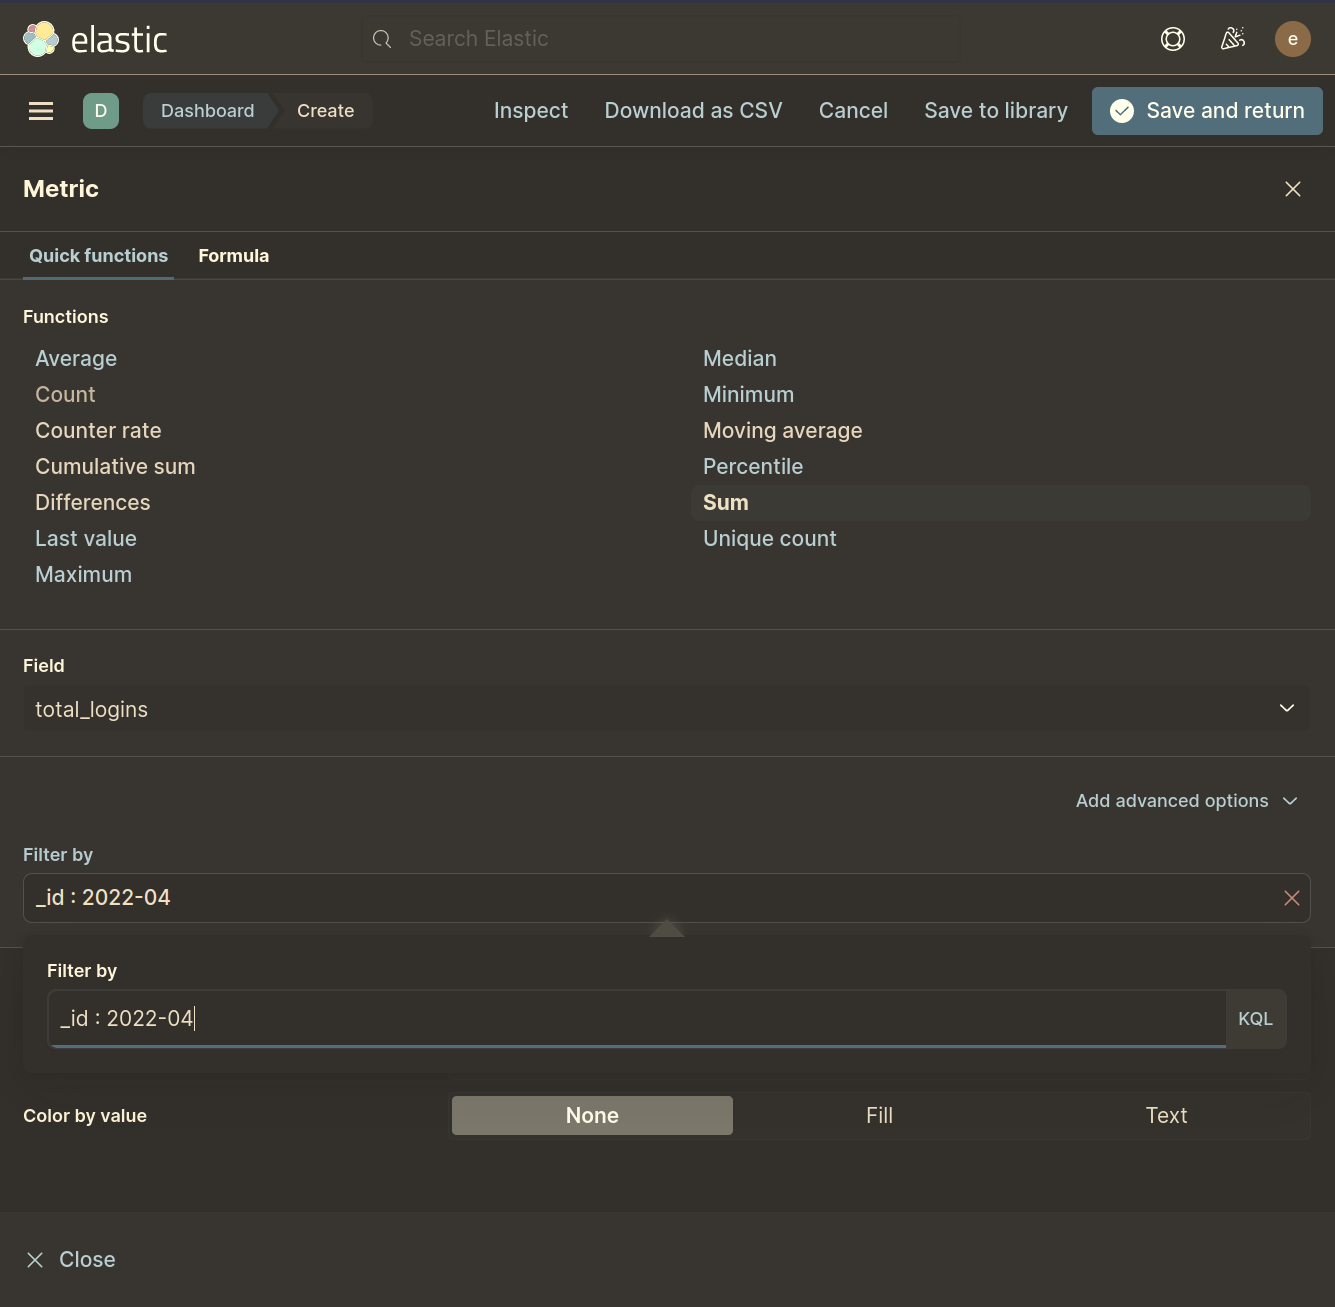 elastic
Search Elastic
e
D
Dashboard
Create
Inspect
Download as CSV
Cancel
Save to library
Save and return
Metric
Quick functions
Formula
Functions
Average
Count
Counter rate
Cumulative sum
Differences
Last value
Maximum
Median
Minimum
Moving average
Percentile
Sum
Unique count
Field
total_logins
Add advanced options
Filter by
_id : 2022-04
Filter by
_id : 2022-04
KQL
Color by value
None
Fill
Text
Close